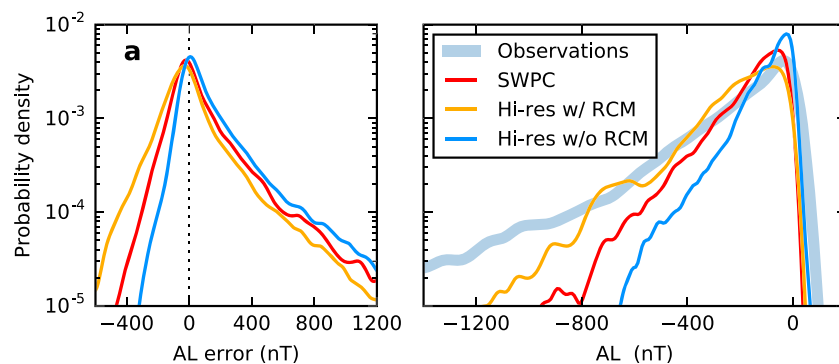 a
Probability density
10⁻²
10⁻³
10⁻⁴
10⁻⁵
−400 0 400 800 1200
AL error (nT)
Observations
SWPC
Hi-res w/ RCM
Hi-res w/o RCM
−1200 −800 −400 0
AL (nT)